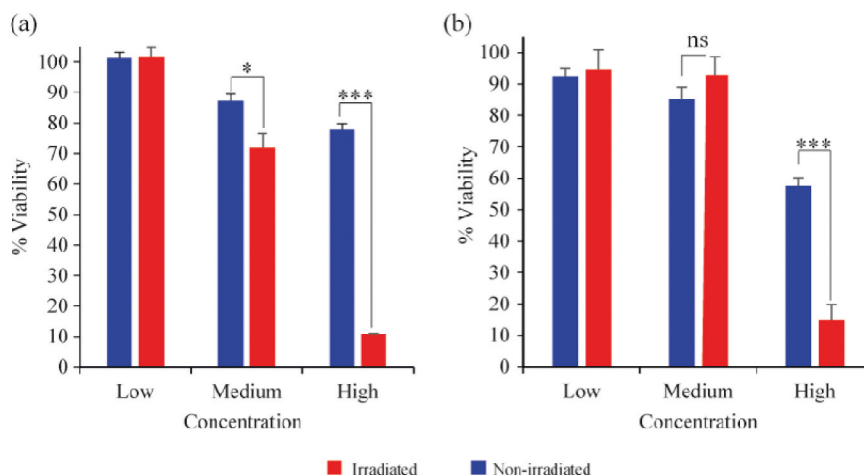 (a)
% Viability
100
90
80
70
60
50
40
30
20
10
0
*
***
Low Medium High
Concentration
(b)
% Viability
100
90
80
70
60
50
40
30
20
10
0
ns
***
Low Medium High
Concentration
Irradiated Non-irradiated